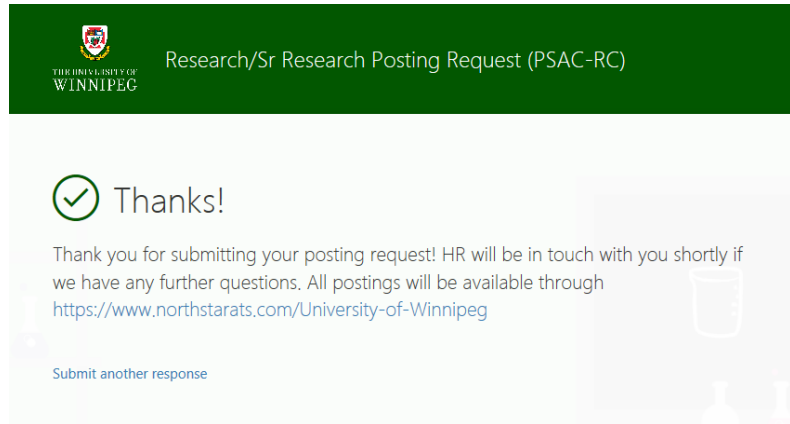 THE UNIVERSITY OF
WINNIPEG
Research/Sr Research Posting Request (PSAC-RC)
Thanks!
Thank you for submitting your posting request! HR will be in touch with you shortly if
we have any further questions. All postings will be available through
https://www.northstarats.com/University-of-Winnipeg
Submit another response